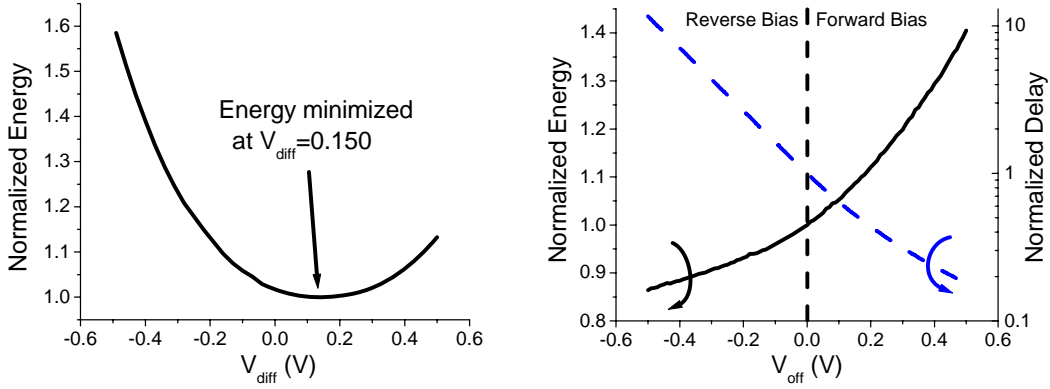 Normalized Energy
1.6
1.5
1.4
1.3
1.2
1.1
1.0
Energy minimized
at Vdiff=0.150
-0.6 -0.4 -0.2 0.0 0.2 0.4 0.6
Vdiff (V)
Normalized Energy
1.4
1.3
1.2
1.1
1.0
0.9
0.8
Reverse Bias Forward Bias
10
1
0.1
Normalized Delay
-0.6 -0.4 -0.2 0.0 0.2 0.4 0.6
Voff (V)